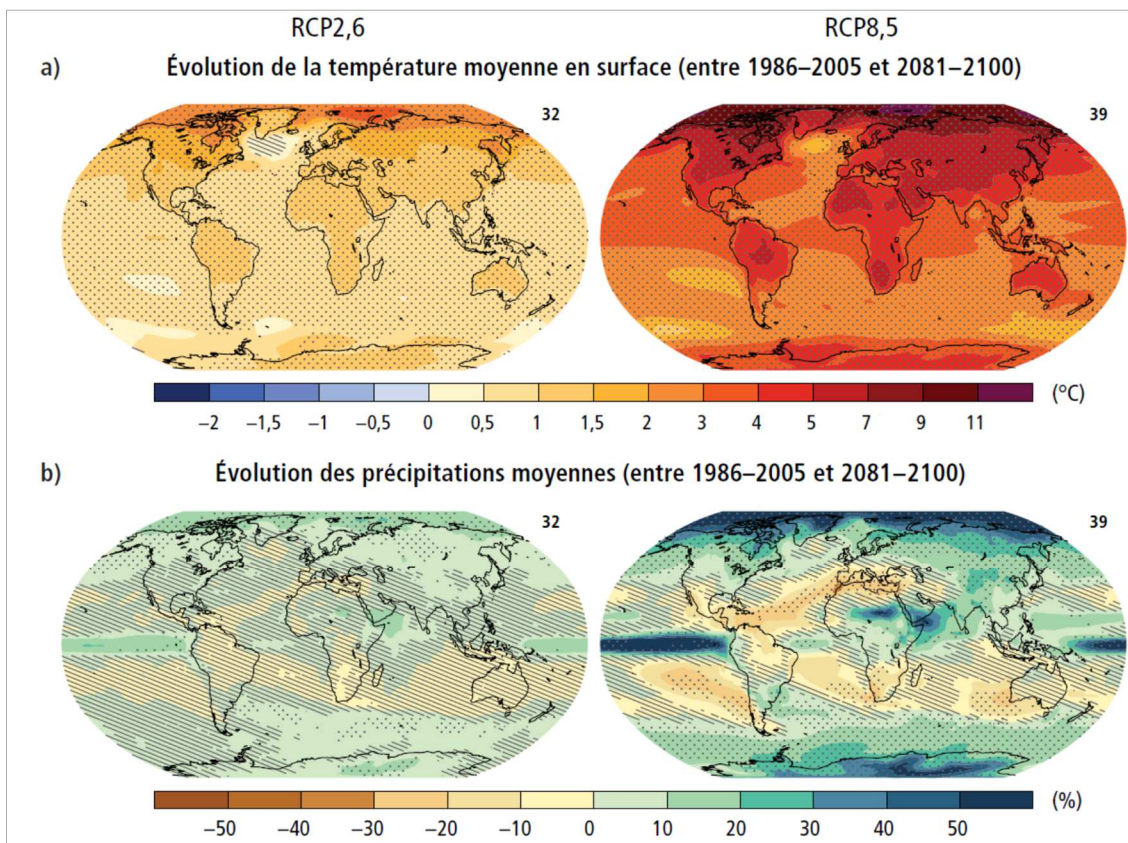 RCP2,6 RCP8,5
a) Évolution de la température moyenne en surface (entre 1986–2005 et 2081–2100)
32 39
(°C)
−2 −1,5 −1 −0,5 0 0,5 1 1,5 2 3 4 5 7 9 11
b) Évolution des précipitations moyennes (entre 1986–2005 et 2081–2100)
32 39
(%)
−50 −40 −30 −20 −10 0 10 20 30 40 50